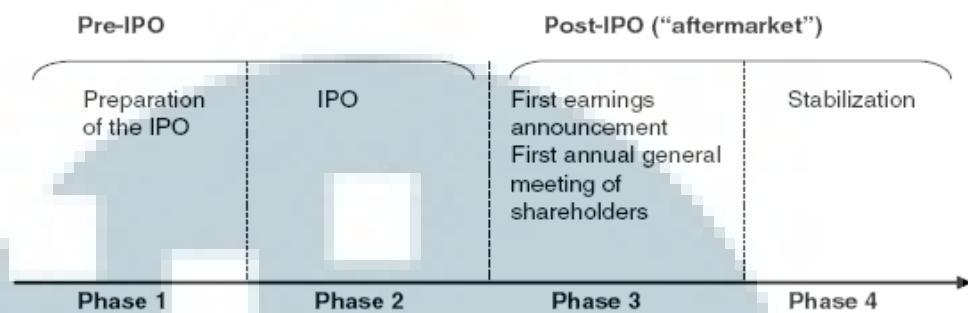 Pre-IPO
Post-IPO (“aftermarket”)
Preparation
of the IPO
IPO
First earnings
announcement
First annual general
meeting of
shareholders
Stabilization
Phase 1
Phase 2
Phase 3
Phase 4